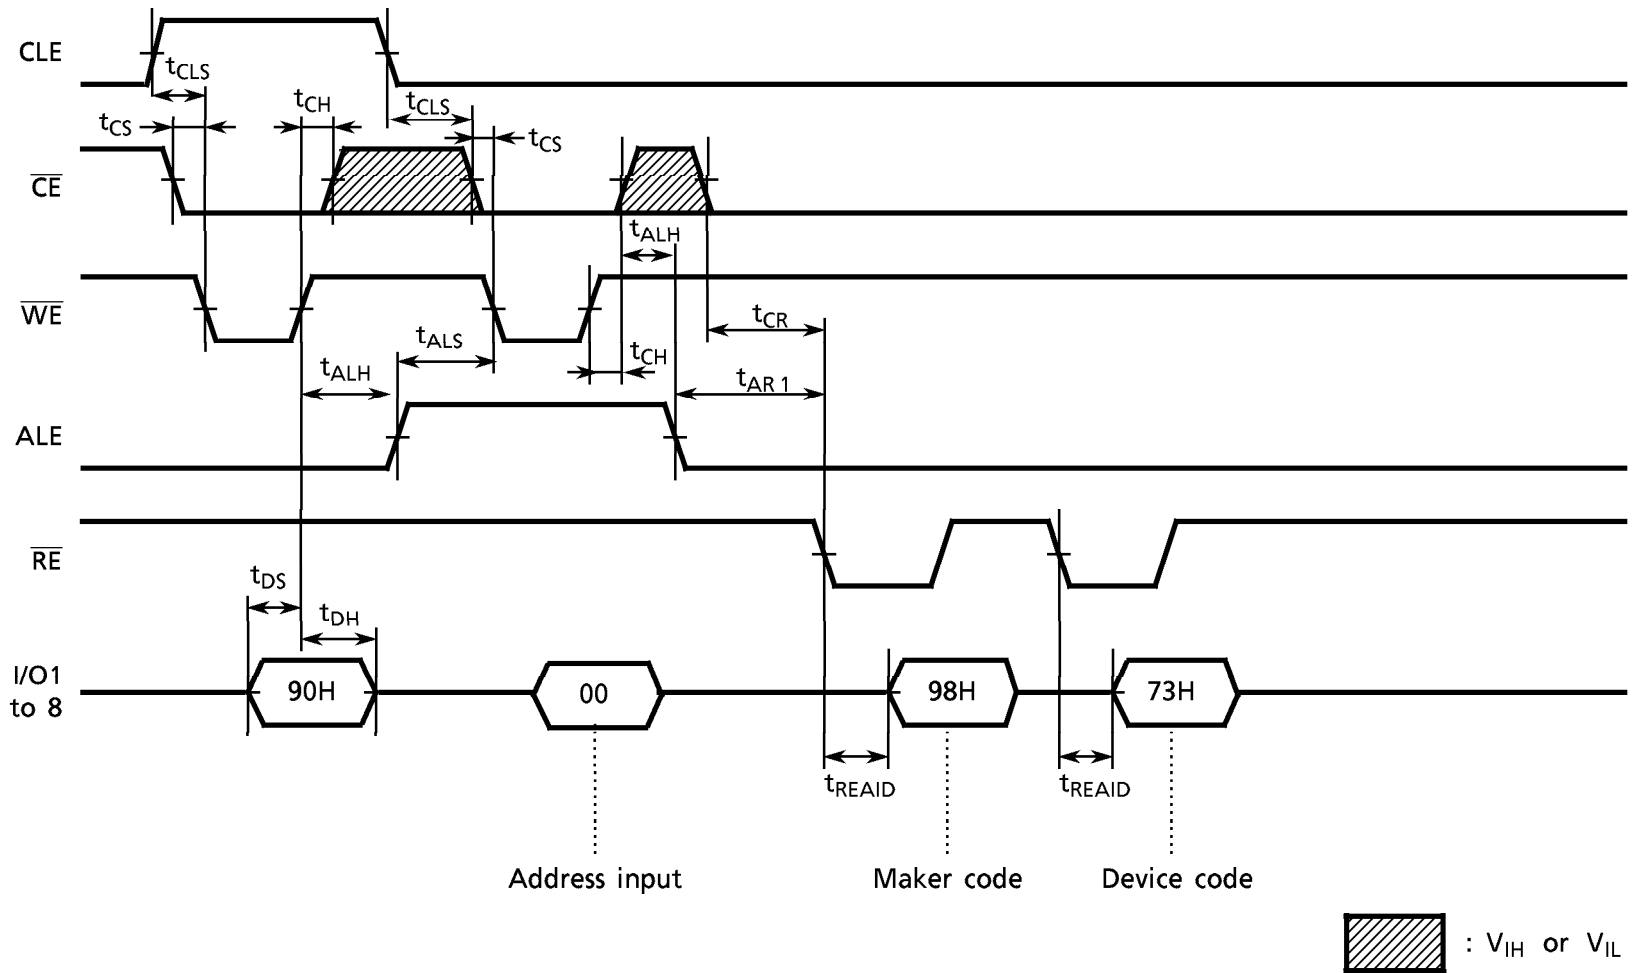 CLE
tCLS
tCH
tCLS
tCS
tCS
CE
tALH
WE
tCR
tALS
tCH
tALH
tAR 1
ALE
RE
tDS
tDH
I/O1
to 8
90H
00
98H
73H
tREAID
tREAID
Address input
Maker code
Device code
: VIH or VIL